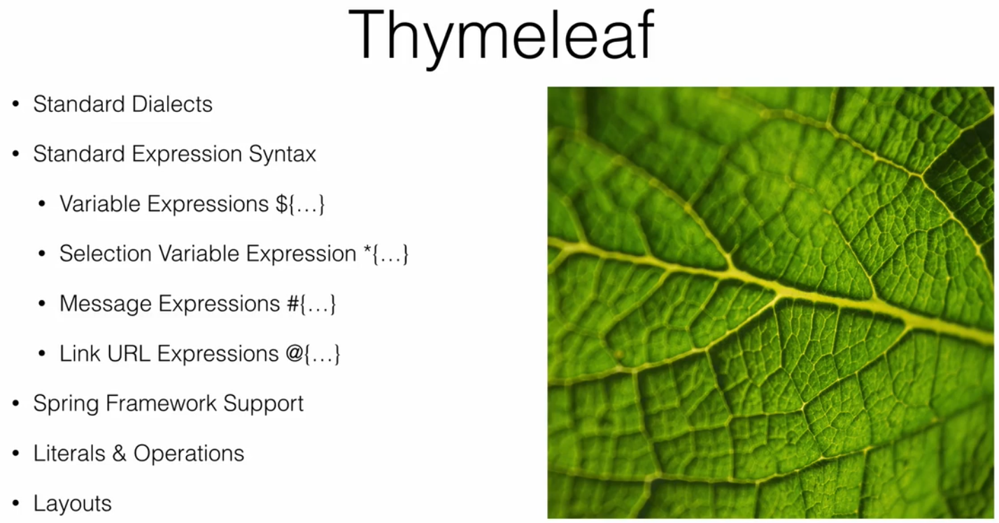 Thymeleaf
• Standard Dialects
• Standard Expression Syntax
• Variable Expressions ${…}
• Selection Variable Expression *{…}
• Message Expressions #{…}
• Link URL Expressions @{…}
• Spring Framework Support
• Literals & Operations
• Layouts